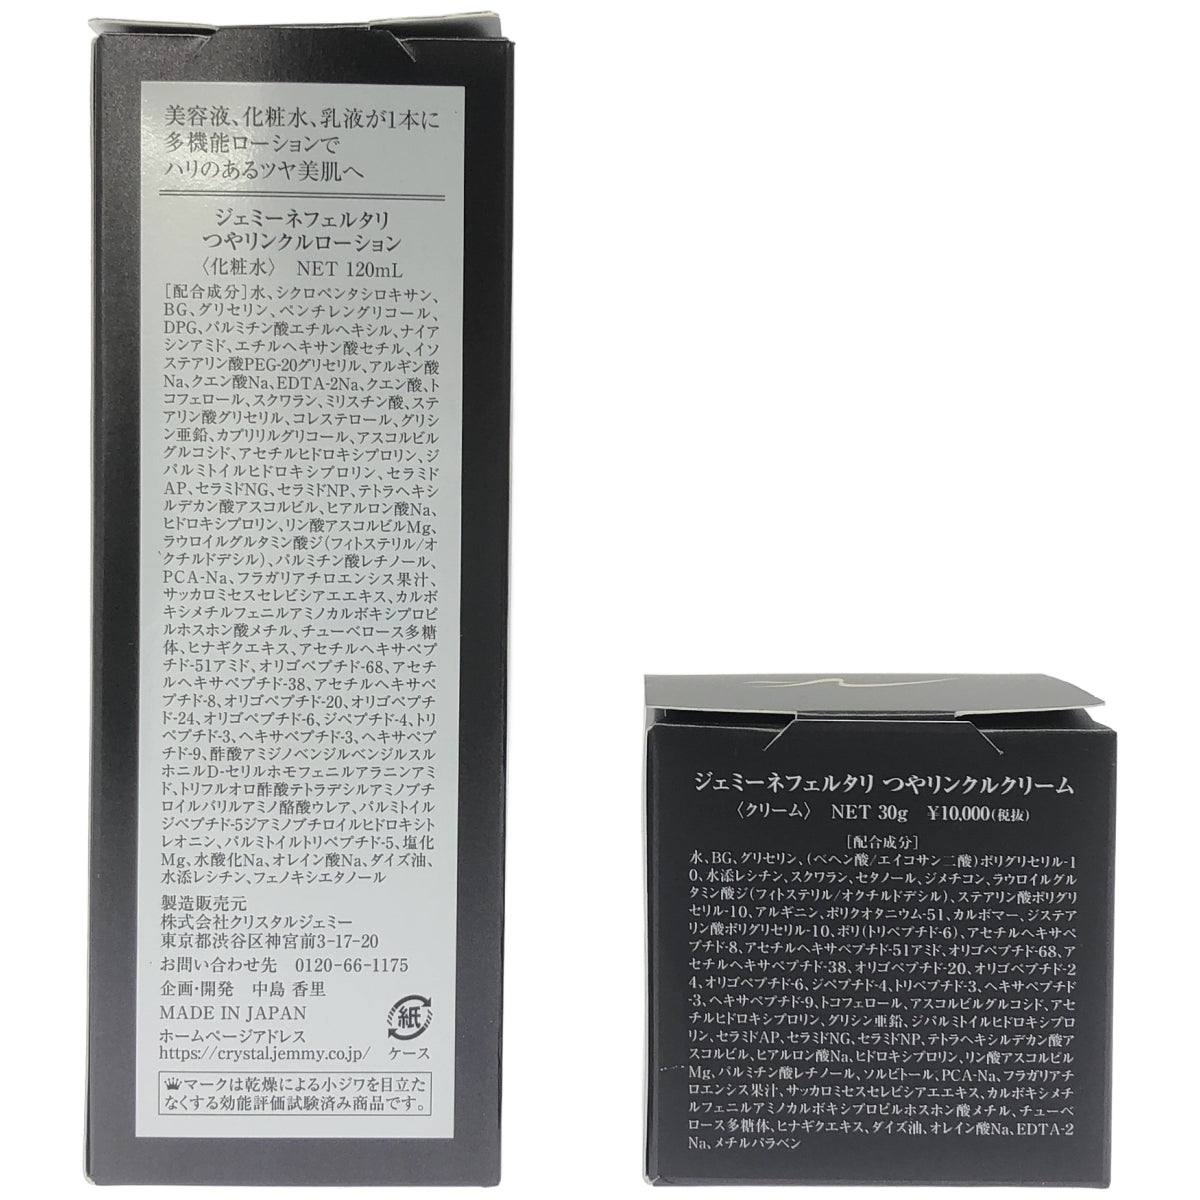 美容液、化粧水、乳液が1本に
多機能ローションで
ハリのあるツヤ美肌へ
ジェミーネフェルタリ
つやリンクルローション
〈化粧水〉 NET 120mL
[配合成分]水、シクロペンタシロキサン、
BG、グリセリン、ペンチレングリコール、
DPG、パルミチン酸エチルヘキシル、ナイア
シンアミド、エチルヘキサン酸セチル、イソ
ステアリン酸PEG-20グリセリル、アルギン酸
Na、クエン酸Na、EDTA-2Na、クエン酸、ト
コフェロール、スクワラン、ミリスチン酸、ステ
アリン酸グリセリル、コレステロール、グリシ
ン亜鉛、カプリリルグリコール、アスコルビル
グルコシド、アセチルヒドロキシプロリン、ジ
パルミトイルヒドロキシプロリン、セラミド
AP、セラミドNG、セラミドNP、テトラヘキシ
ルデカン酸アスコルビル、ヒアルロン酸Na、
ヒドロキシプロリン、リン酸アスコルビルMg、
ラウロイルグルタミン酸ジ(フィトステリル/オ
クチルドデシル)、パルミチン酸レチノール、
PCA-Na、フラガリアチロエンシス果汁、
サッカロミセスセレビシアエエキス、カルボ
キシメチルフェニルアミノカルボキシプロピ
ルホスホン酸メチル、チューベロース多糖
体、ヒナギクエキス、アセチルヘキサペプ
チド-51アミド、オリゴペプチド-68、アセチ
ルヘキサペプチド-38、アセチルヘキサペ
プチド-8、オリゴペプチド-20、オリゴペプチ
ド-24、オリゴペプチド-6、ジペプチド-4、トリ
ペプチド-3、ヘキサペプチド-3、ヘキサペプ
チド-9、酢酸アミジノベンジルベンジルスル
ホニルD-セリルホモフェニルアラニンアミ
ド、トリフルオロ酢酸テトラデシルアミノブチ
ロイルバリルアミノ酪酸ウレア、パルミトイル
ジペプチド-5ジアミノブチロイルヒドロキシト
レオニン、パルミトイルトリペプチド-5、塩化
Mg、水酸化Na、オレイン酸Na、ダイズ油、
水添レシチン、フェノキシエタノール
製造販売元
株式会社クリスタルジェミー
東京都渋谷区神宮前3-17-20
お問い合わせ先 0120-66-1175
企画・開発 中島 香里
MADE IN JAPAN
ホームページアドレス
https://crystal.jemmy.co.jp/
紙
ケース
マークは乾燥による小ジワを目立た
なくする効能評価試験済み商品です。
ジェミーネフェルタリ つやリンクルクリーム
〈クリーム〉 NET 30g ¥10,000(税抜)
[配合成分]
水、BG、グリセリン、(ベヘン酸/エイコサン二酸)ポリグリセリル-1
0、水添レシチン、スクワラン、セタノール、ジメチコン、ラウロイルグル
タミン酸ジ(フィトステリル/オクチルドデシル)、ステアリン酸ポリグリ
セリル-10、アルギニン、ポリクオタニウム-51、カルボマー、ジステア
リン酸ポリグリセリル-10、ポリ(トリペプチド-6)、アセチルヘキサペ
プチド-8、アセチルヘキサペプチド-51アミド、オリゴペプチド-68、ア
セチルヘキサペプチド-38、オリゴペプチド-20、オリゴペプチド-2
4、オリゴペプチド-6、ジペプチド-4、トリペプチド-3、ヘキサペプチド
-3、ヘキサペプチド-9、トコフェロール、アスコルビルグルコシド、アセ
チルヒドロキシプロリン、グリシン亜鉛、ジパルミトイルヒドロキシプロ
リン、セラミドAP、セラミドNG、セラミドNP、テトラヘキシルデカン酸ア
スコルビル、ヒアルロン酸Na、ヒドロキシプロリン、リン酸アスコルビル
Mg、パルミチン酸レチノール、ソルビトール、PCA-Na、フラガリアチ
ロエンシス果汁、サッカロミセスセレビシアエエキス、カルボキシメチ
ルフェニルアミノカルボキシプロピルホスホン酸メチル、チューベ
ロース多糖体、ヒナギクエキス、ダイズ油、オレイン酸Na、EDTA-2
Na、メチルパラベン